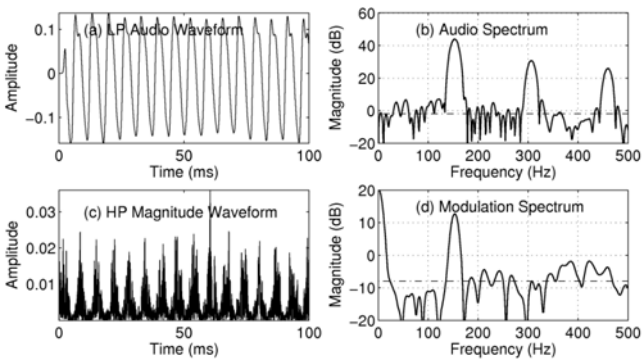 (a) LP Audio Waveform
Amplitude
0.1
0
−0.1
0
50
100
Time (ms)
(b) Audio Spectrum
Magnitude (dB)
60
40
20
0
−20
0
100
200
300
400
500
Frequency (Hz)
(c) HP Magnitude Waveform
Amplitude
0.03
0.02
0.01
0
50
100
Time (ms)
(d) Modulation Spectrum
Magnitude (dB)
20
10
0
−10
−20
0
100
200
300
400
500
Frequency (Hz)